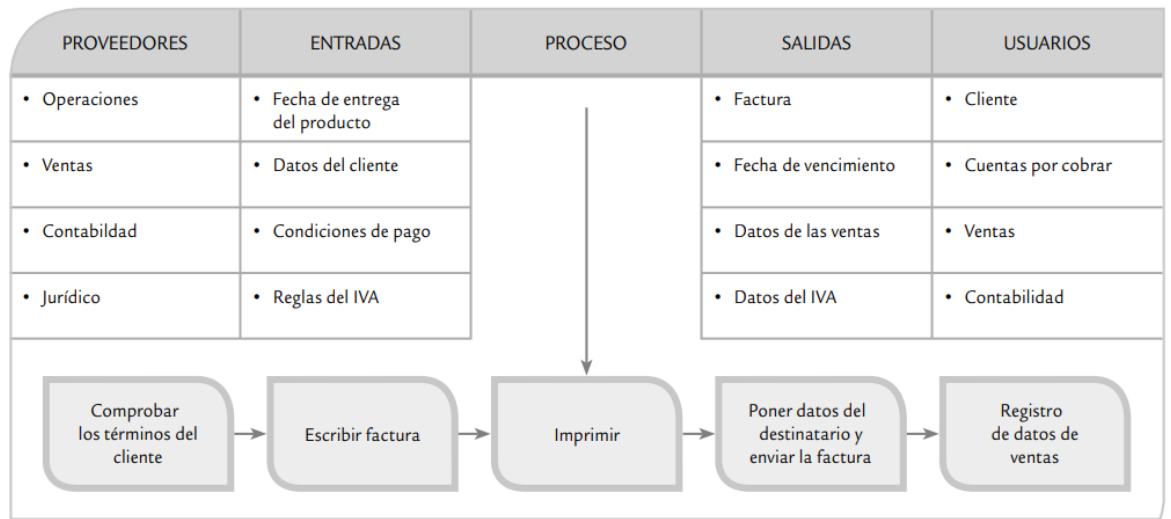 PROVEEDORES ENTRADAS PROCESO SALIDAS USUARIOS
• Operaciones • Fecha de entrega • Factura • Cliente
del producto
• Ventas • Datos del cliente • Fecha de vencimiento • Cuentas por cobrar
• Contabildad • Condiciones de pago • Datos de las ventas • Ventas
• Jurídico • Reglas del IVA • Datos del IVA • Contabilidad
Comprobar
los términos del
cliente
Escribir factura
Imprimir
Poner datos del
destinatario y
enviar la factura
Registro
de datos de
ventas